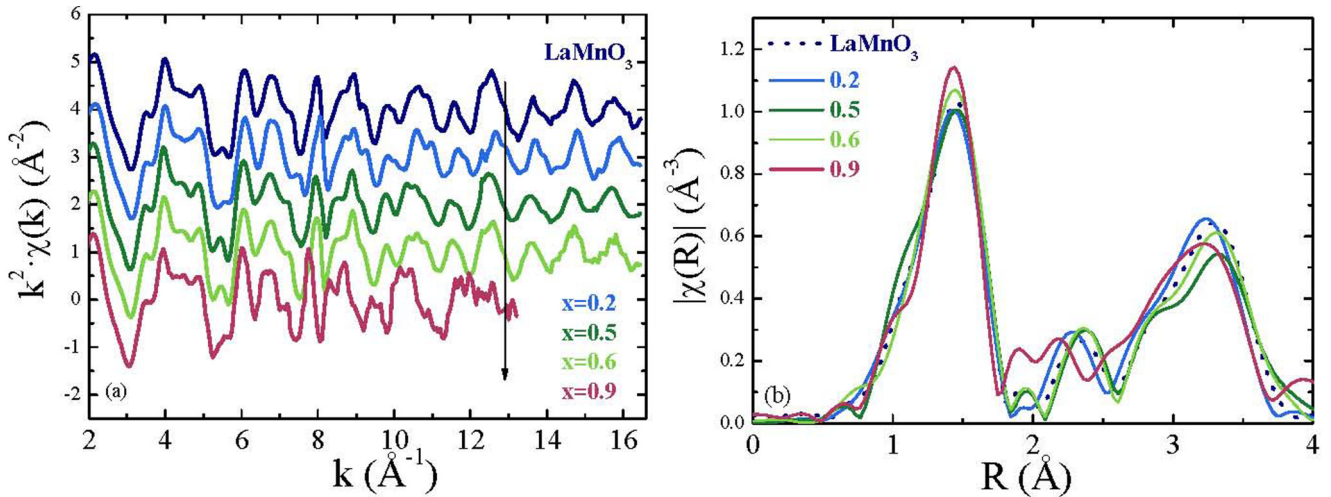 6
5
4
3
2
1
0
-1
-2
k²·χ(k) (Å⁻²)
LaMnO₃
x=0.2
x=0.5
x=0.6
x=0.9
(a)
2 4 6 8 10 12 14 16
k (Å⁻¹)
1.2
1.0
0.8
0.6
0.4
0.2
0.0
|χ(R)| (Å⁻³)
LaMnO₃
0.2
0.5
0.6
0.9
(b)
0 1 2 3 4
R (Å)